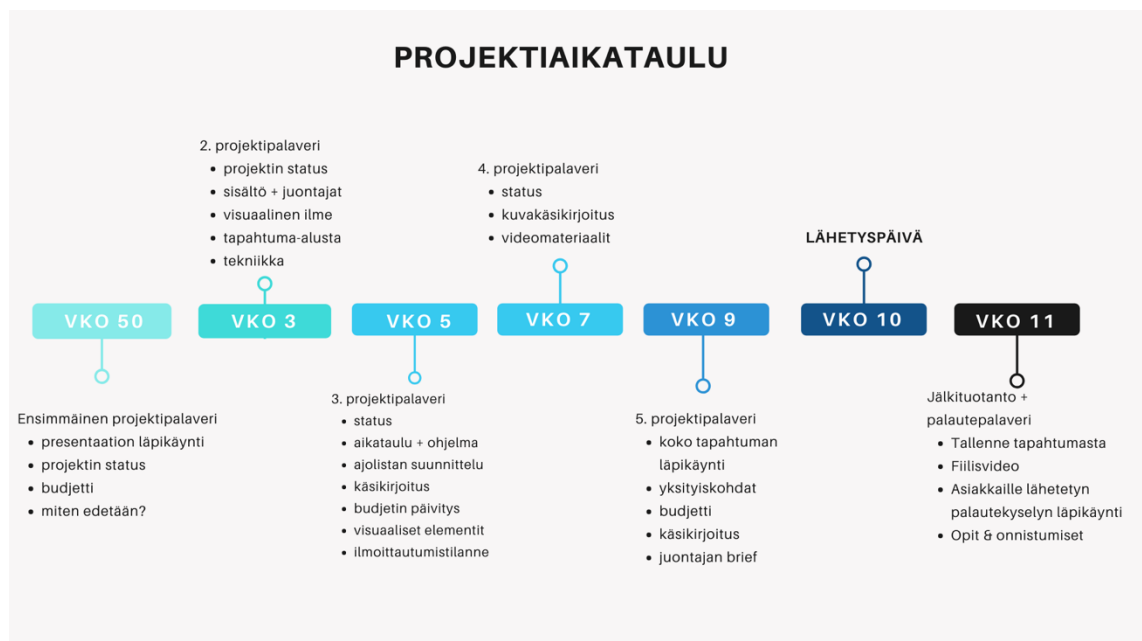 PROJEKTIAIKATAULU
VKO 50
Ensimmäinen projektipalaveri
• presentaation läpikäynti
• projektin status
• budjetti
• miten edetään?
2. projektipalaveri
• projektin status
• sisältö + juontajat
• visuaalinen ilme
• tapahtuma-alusta
• tekniikka
VKO 3
VKO 5
3. projektipalaveri
• status
• aikataulu + ohjelma
• ajolistan suunnittelu
• käsikirjoitus
• budjetin päivitys
• visuaaliset elementit
• ilmoittautumistilanne
4. projektipalaveri
• status
• kuvakäsikirjoitus
• videomateriaalit
VKO 7
VKO 9
5. projektipalaveri
• koko tapahtuman
läpikäynti
• yksityiskohdat
• budjetti
• käsikirjoitus
• juontajan brief
LÄHETYSPÄIVÄ
VKO 10
VKO 11
Jälkituotanto +
palautepalaveri
• Tallenne tapahtumasta
• Fiilisvideo
• Asiakkaille lähetetyn
palautekyselyn läpikäynti
• Opit & onnistumiset